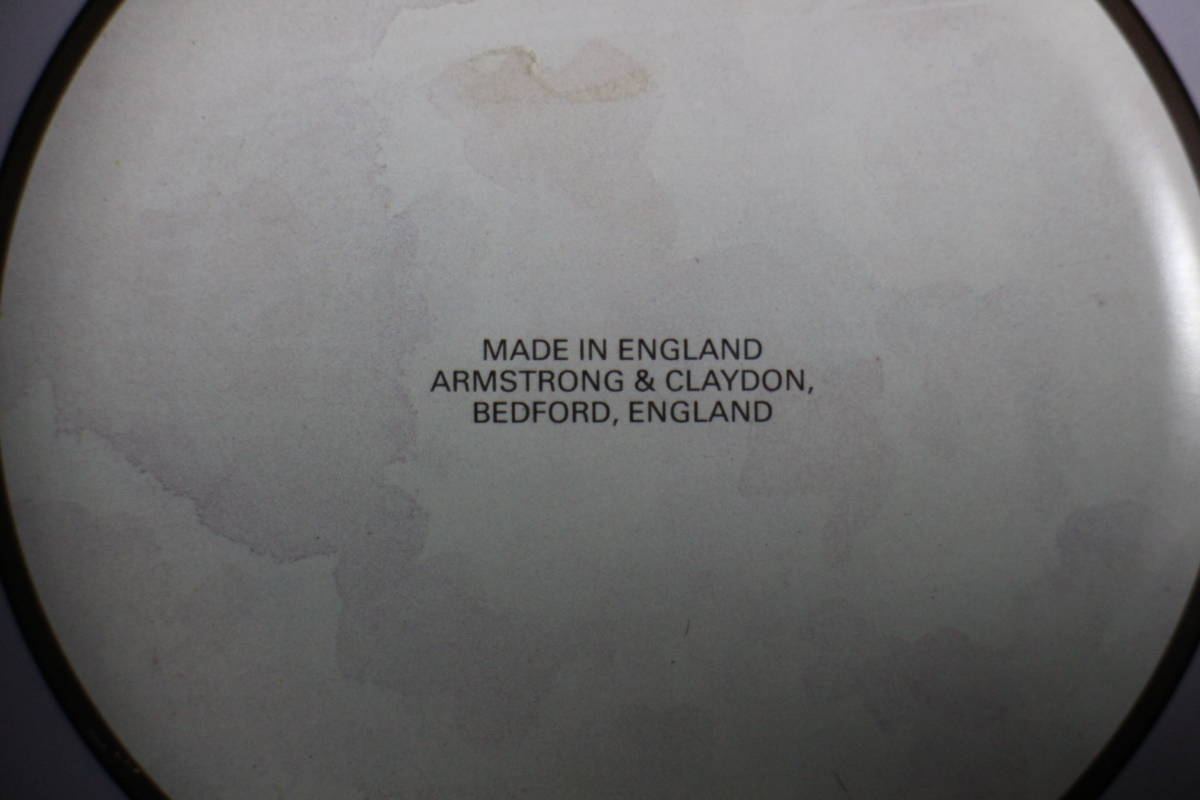 MADE IN ENGLAND
ARMSTRONG & CLAYDON,
BEDFORD, ENGLAND